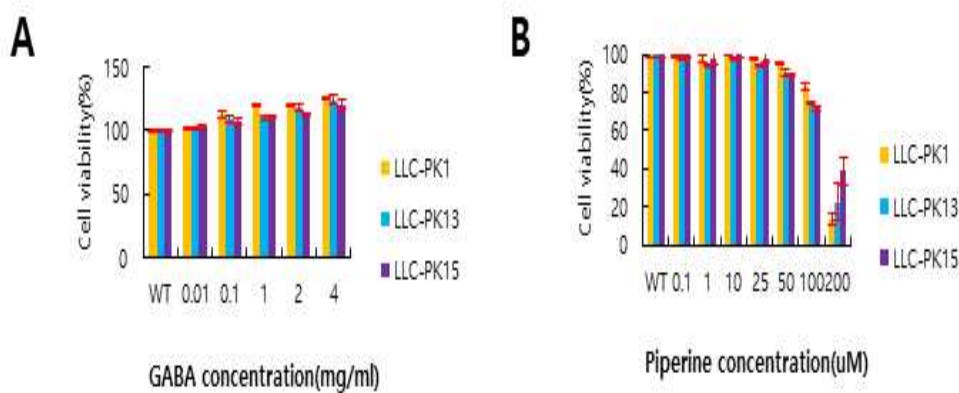 A
Cell viability(%)
150
100
50
0
WT 0.01 0.1 1 2 4
GABA concentration(mg/ml)
LLC-PK1
LLC-PK13
LLC-PK15
B
Cell viability(%)
100
80
60
40
20
0
WT 0.1 1 10 25 50 100 200
Piperine concentration(uM)
LLC-PK1
LLC-PK13
LLC-PK15